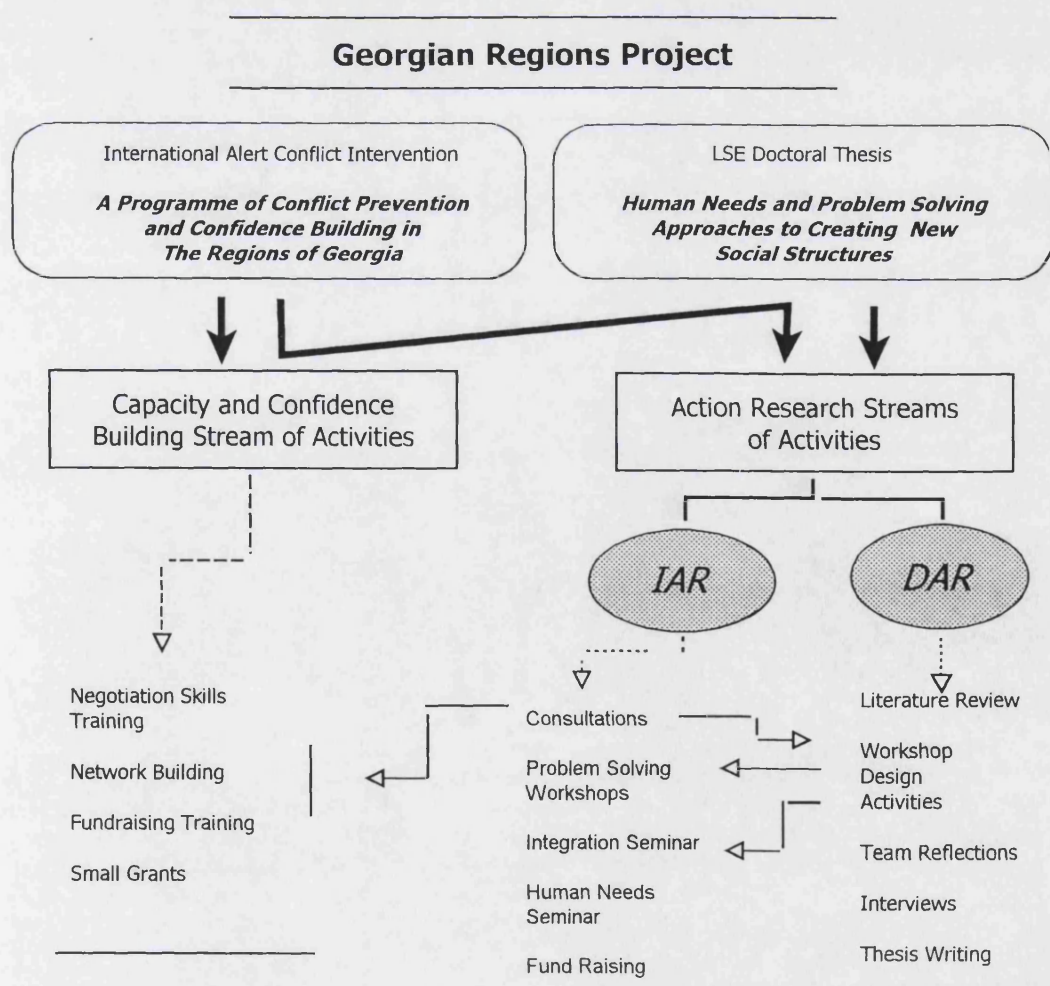 Georgian Regions Project
International Alert Conflict Intervention
A Programme of Conflict Prevention
and Confidence Building in
The Regions of Georgia
LSE Doctoral Thesis
Human Needs and Problem Solving
Approaches to Creating New
Social Structures
Capacity and Confidence
Building Stream of Activities
Action Research Streams
of Activities
IAR
DAR
Negotiation Skills
Training
Network Building
Fundraising Training
Small Grants
Consultations
Problem Solving
Workshops
Integration Seminar
Human Needs
Seminar
Fund Raising
Literature Review
Workshop
Design
Activities
Team Reflections
Interviews
Thesis Writing